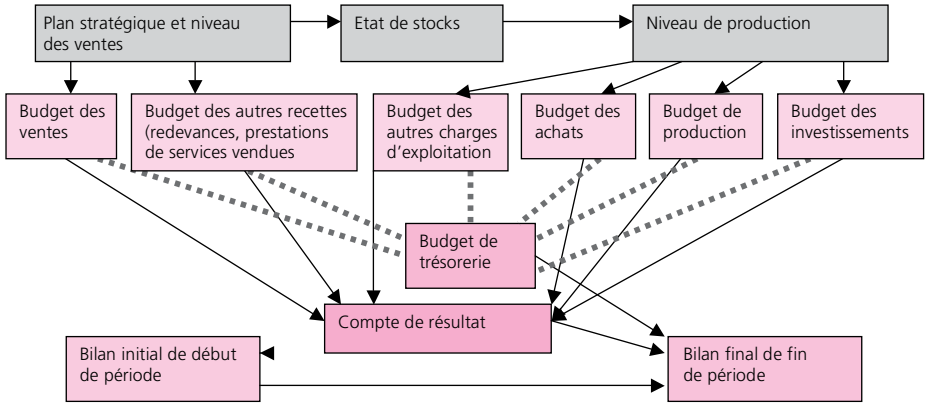 Plan stratégique et niveau
des ventes
Etat de stocks
Niveau de production
Budget des
ventes
Budget des autres recettes
(redevances, prestations
de services vendues
Budget des
autres charges
d'exploitation
Budget des
achats
Budget de
production
Budget des
investissements
Budget de
trésorerie
Compte de résultat
Bilan initial de début
de période
Bilan final de fin
de période